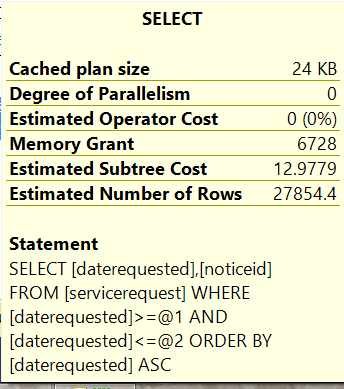 SELECT
Cached plan size 24 KB
Degree of Parallelism 0
Estimated Operator Cost 0 (0%)
Memory Grant 6728
Estimated Subtree Cost 12.9779
Estimated Number of Rows 27854.4
Statement
SELECT [daterequested],[noticeid]
FROM [servicerequest] WHERE
[daterequested]>=@1 AND
[daterequested]<=@2 ORDER BY
[daterequested] ASC